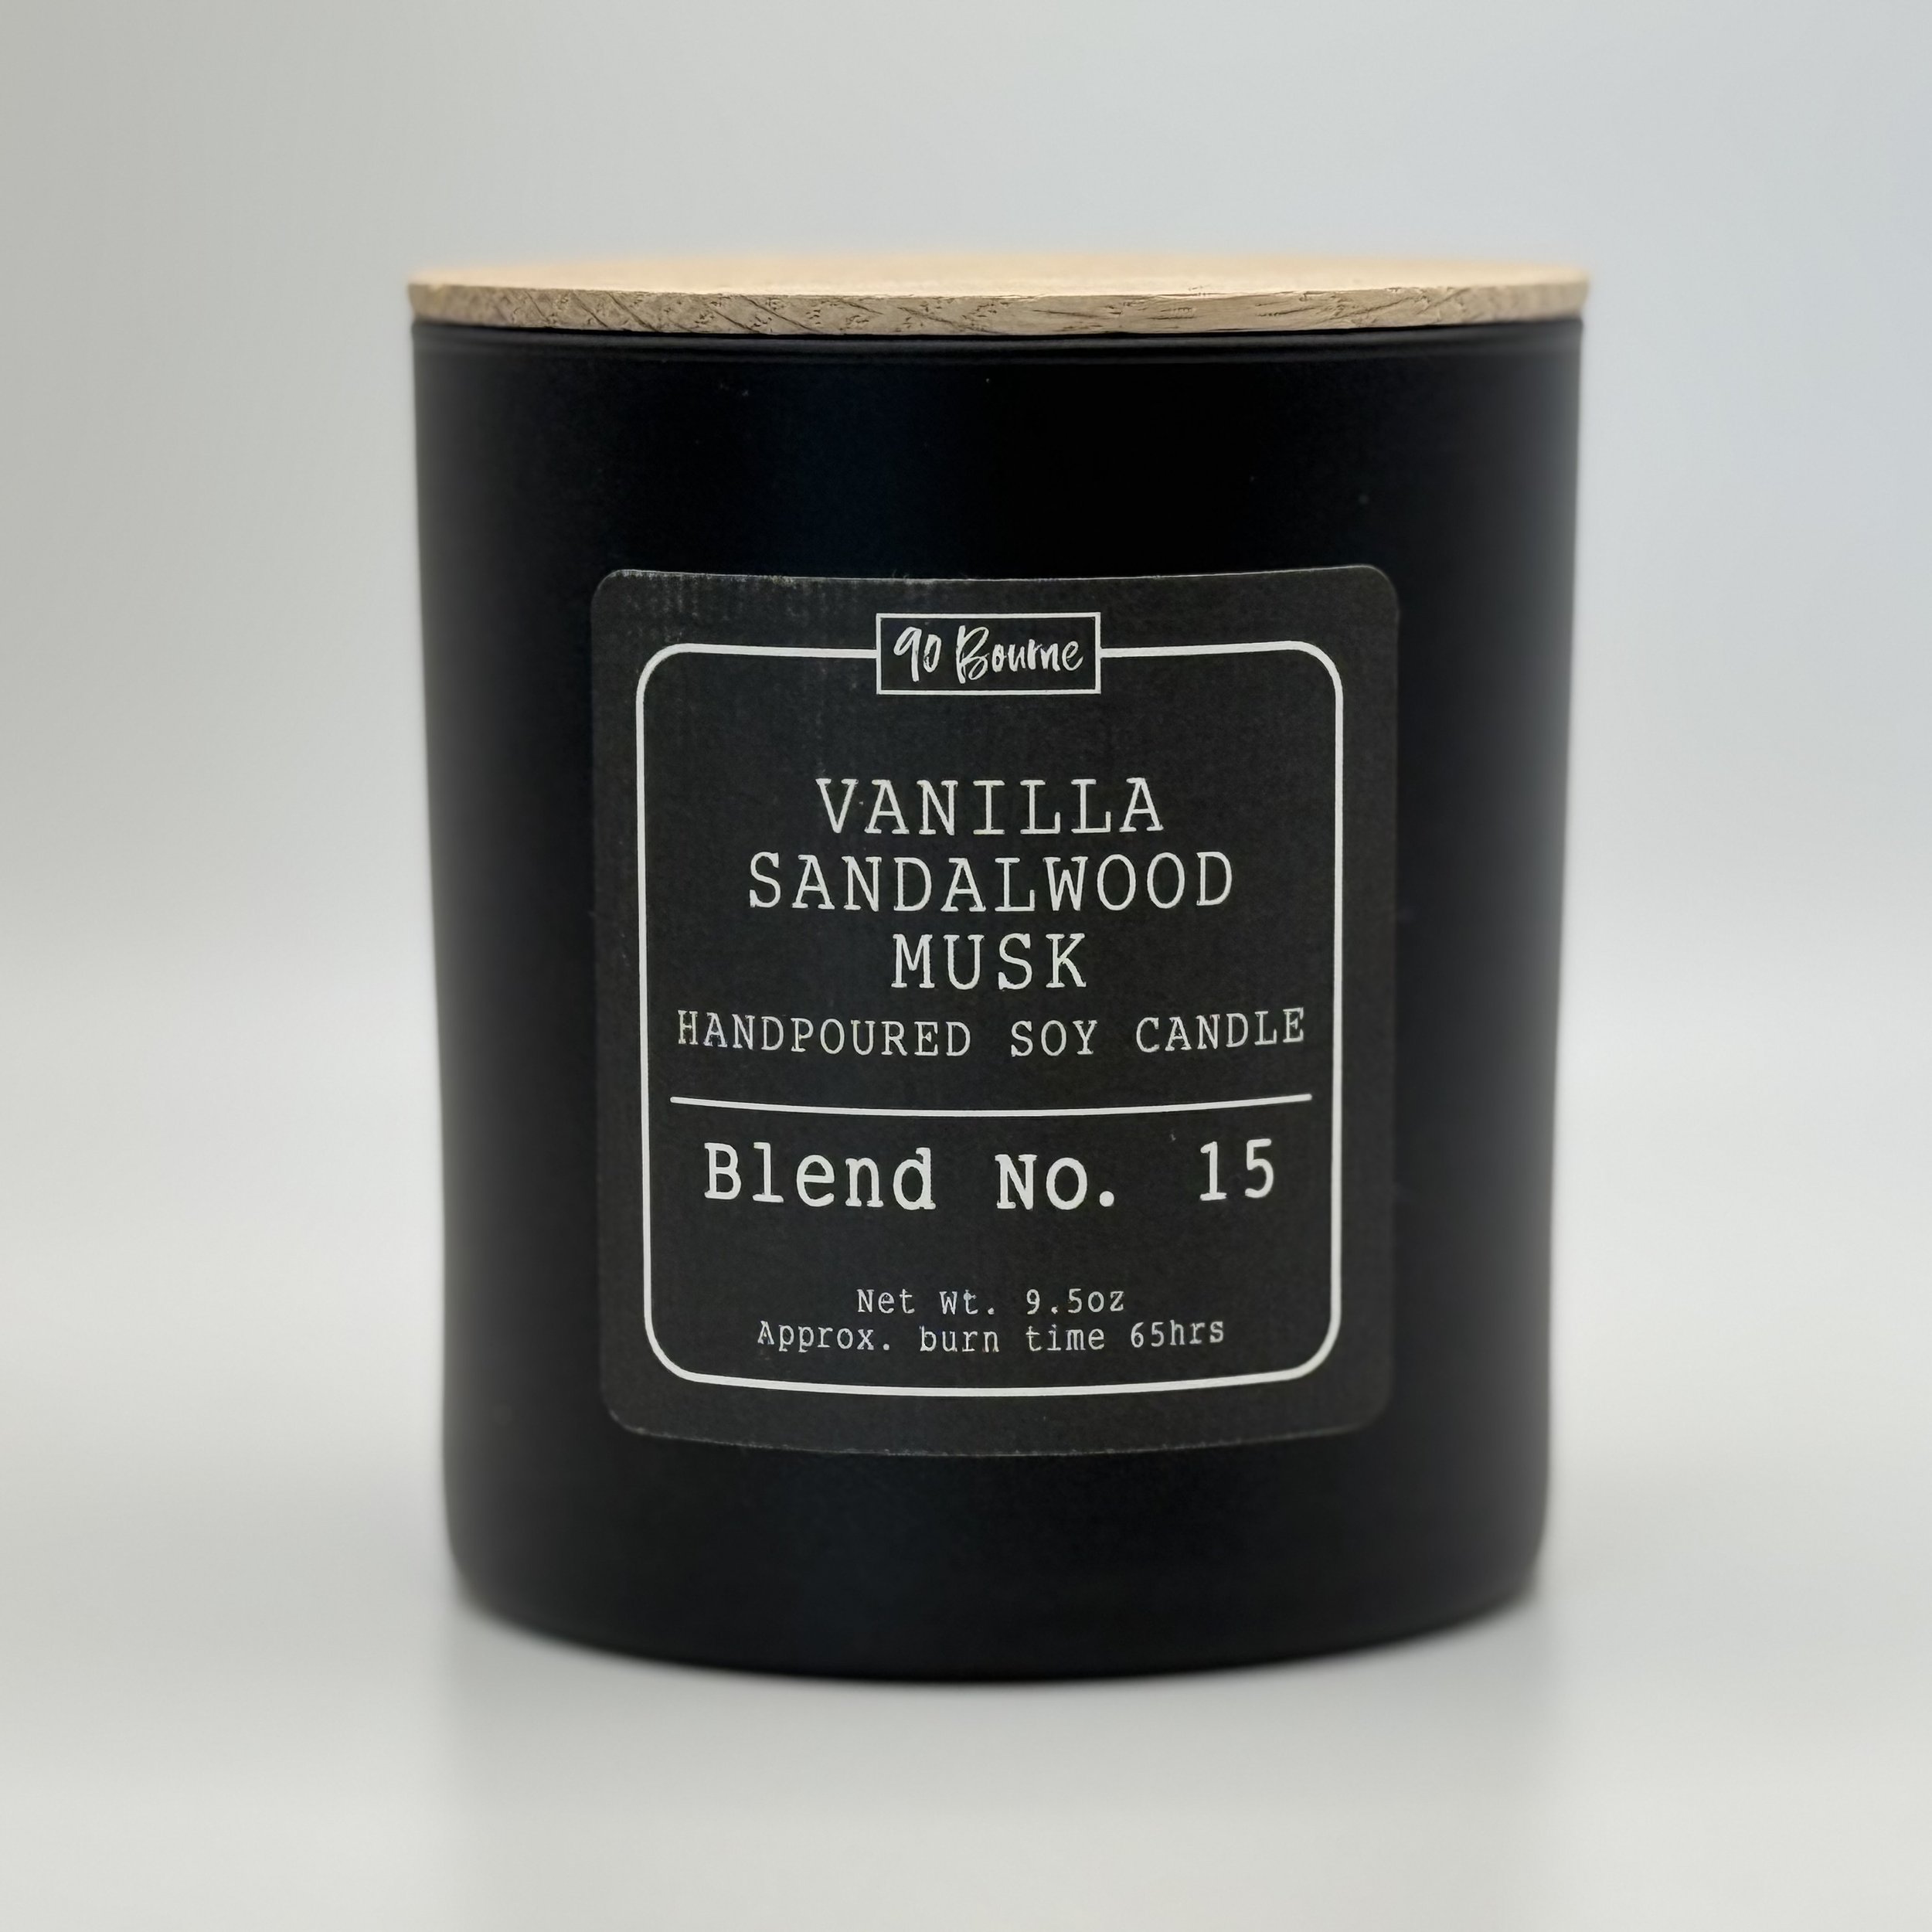 90 Bourne
VANILLA
SANDALWOOD
MUSK
HANDPOURED SOY CANDLE
Blend No. 15
Net Wt. 9.5oz
Approx. burn time 65hrs